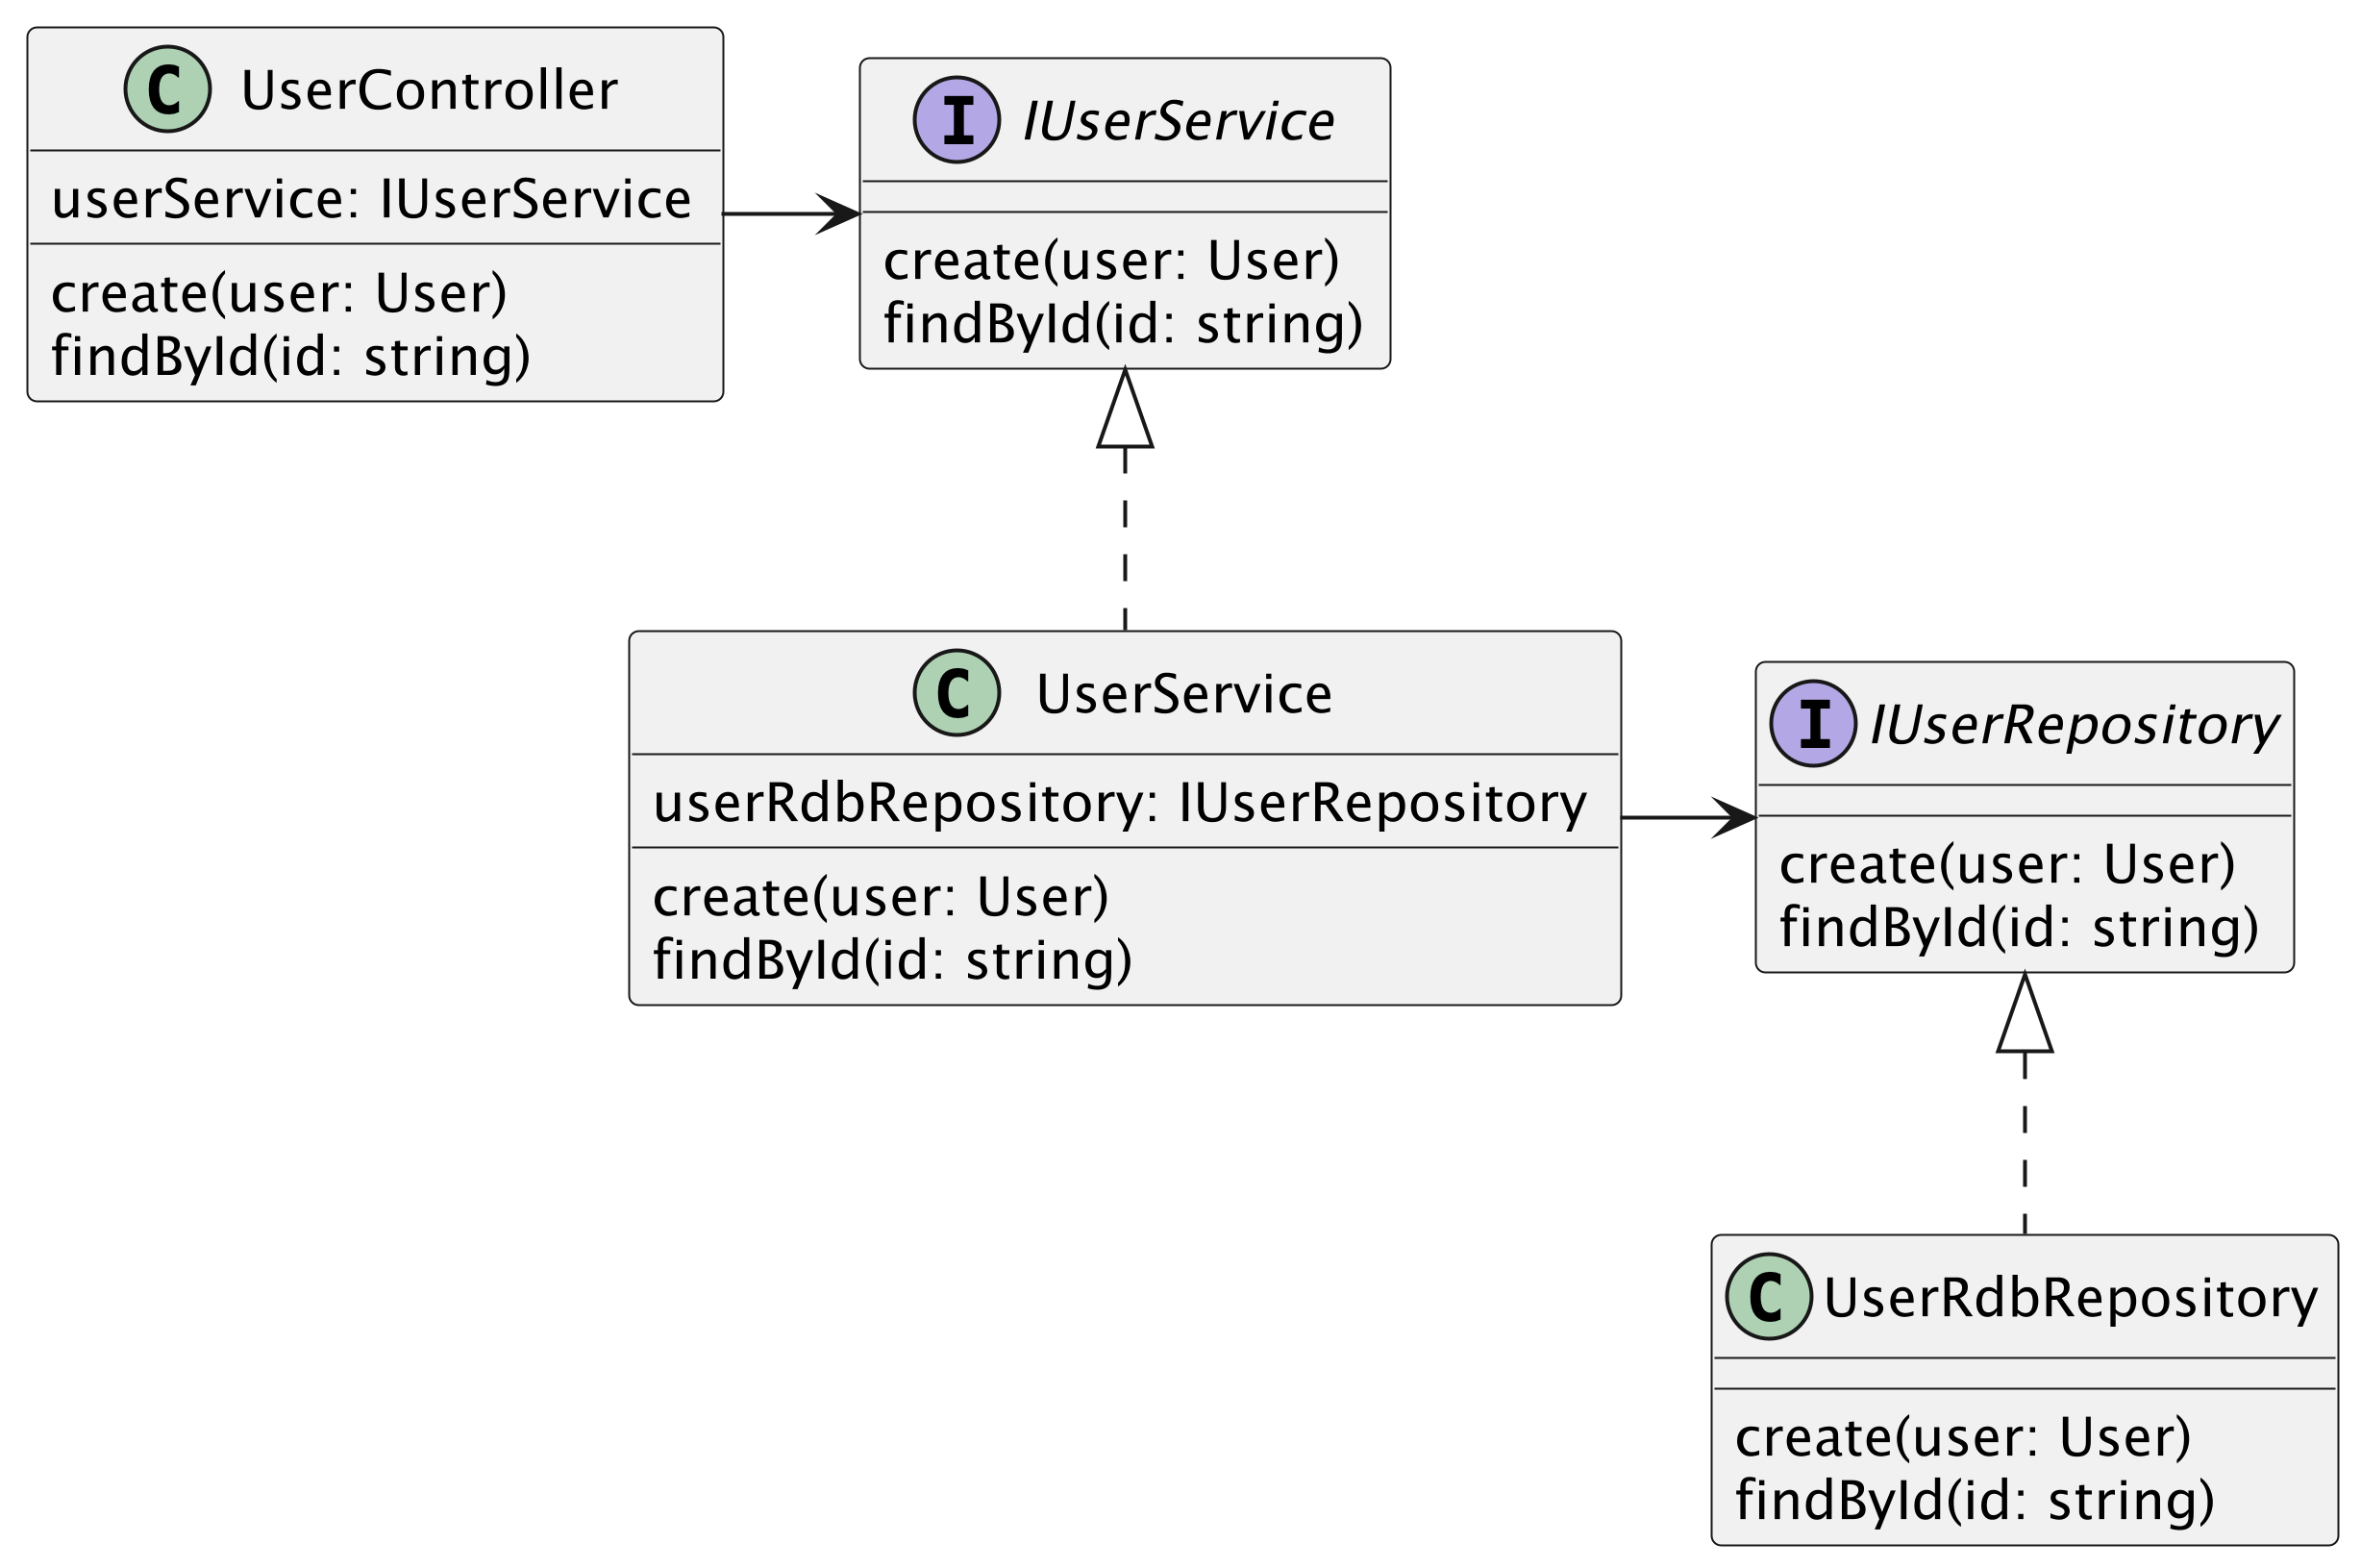 C UserController
userService: IUserService
create(user: User)
findById(id: string)
I IUserService
create(user: User)
findById(id: string)
C UserService
userRdbRepository: IUserRepository
create(user: User)
findById(id: string)
I IUserRepository
create(user: User)
findById(id: string)
C UserRdbRepository
create(user: User)
findById(id: string)